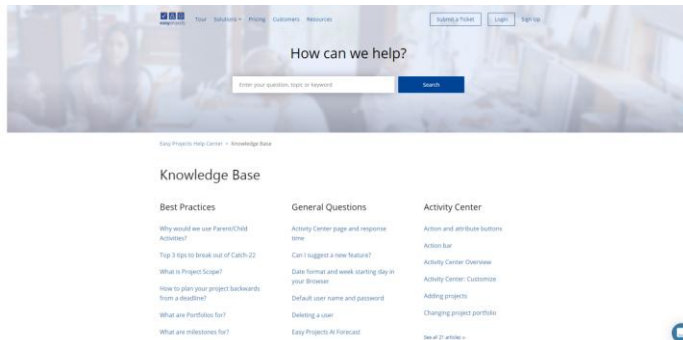 easyprojects
Tour Solutions Pricing Customers Resources Submit a Ticket Login Sign Up
How can we help?
Enter your question, topic or keyword Search
Easy Projects Help Center > Knowledge Base
Knowledge Base
Best Practices
Why would we use Parent/Child
Activities?
Top 3 tips to break out of Catch-22
What is Project Scope?
How to plan your project backwards
from a deadline?
What are Portfolios for?
What are milestones for?
General Questions
Activity Center page and response
time
Can I suggest a new feature?
Date format and week starting day in
your Browser
Default user name and password
Deleting a user
Easy Projects AI Forecast
Activity Center
Action and attribute buttons
Action bar
Activity Center Overview
Activity Center: Customize
Adding projects
Changing project portfolio
See all 21 articles »